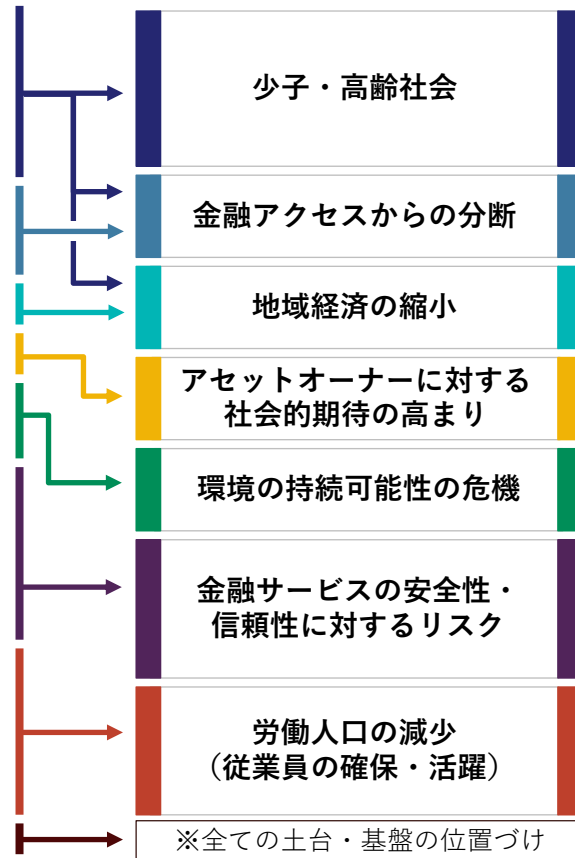 少子・高齢社会
金融アクセスからの分断
地域経済の縮小
アセットオーナーに対する
社会的期待の高まり
環境の持続可能性の危機
金融サービスの安全性・
信頼性に対するリスク
労働人口の減少
（従業員の確保・活躍）
※全ての土台・基盤の位置づけ